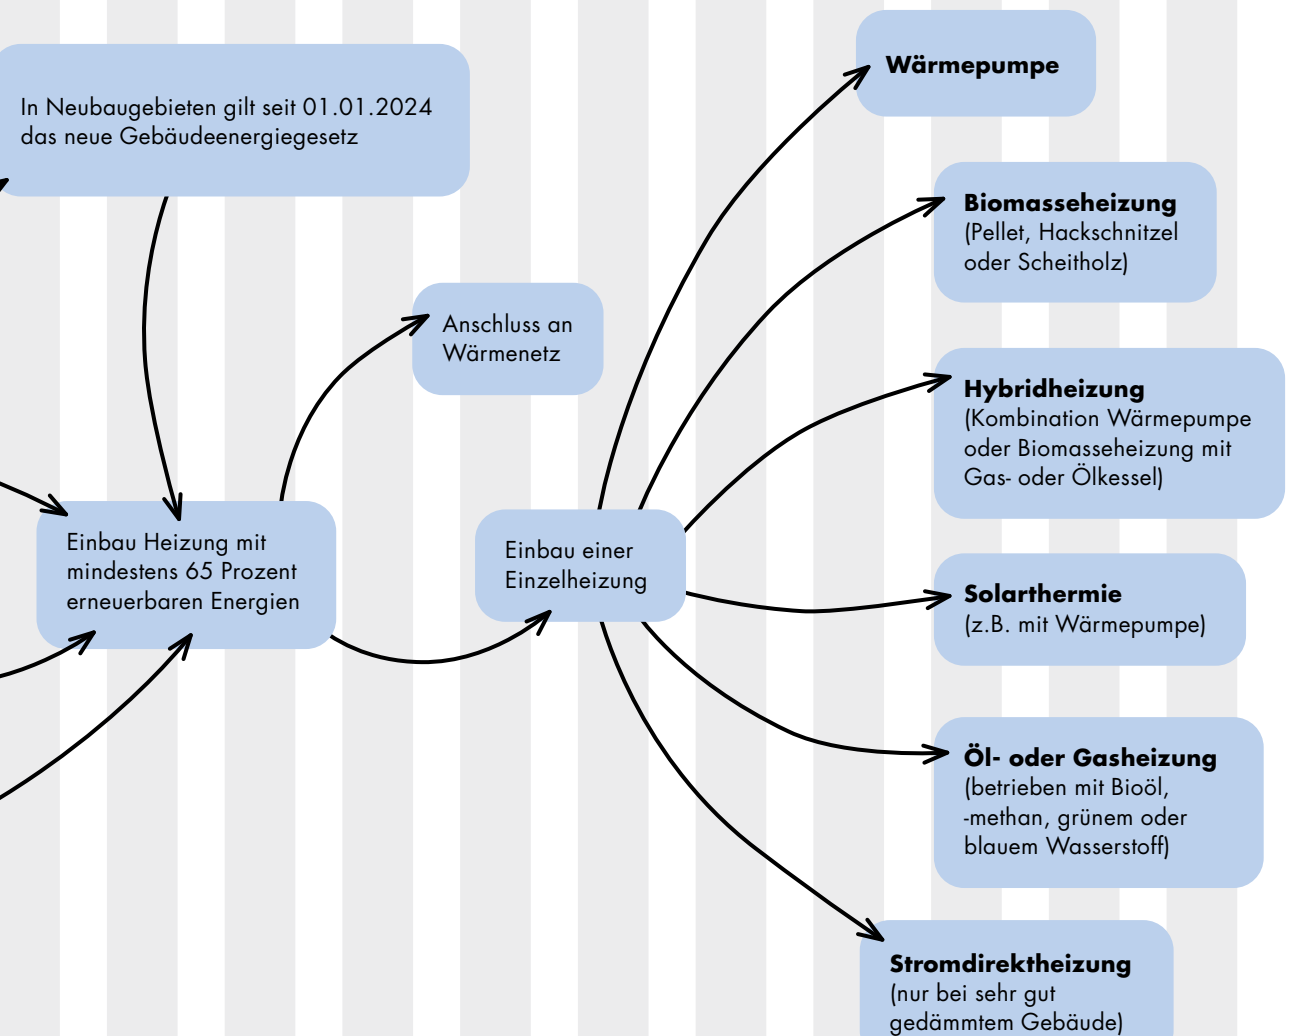 In Neubaugebieten gilt seit 01.01.2024
das neue Gebäudeenergiegesetz
Anschluss an
Wärmenetz
Einbau Heizung mit
mindestens 65 Prozent
erneuerbaren Energien
Einbau einer
Einzelheizung
Wärmepumpe
Biomasseheizung
(Pellet, Hackschnitzel
oder Scheitholz)
Hybridheizung
(Kombination Wärmepumpe
oder Biomasseheizung mit
Gas- oder Ölkessel)
Solarthermie
(z.B. mit Wärmepumpe)
Öl- oder Gasheizung
(betrieben mit Bioöl,
-methan, grünem oder
blauem Wasserstoff)
Stromdirektheizung
(nur bei sehr gut
gedämmtem Gebäude)